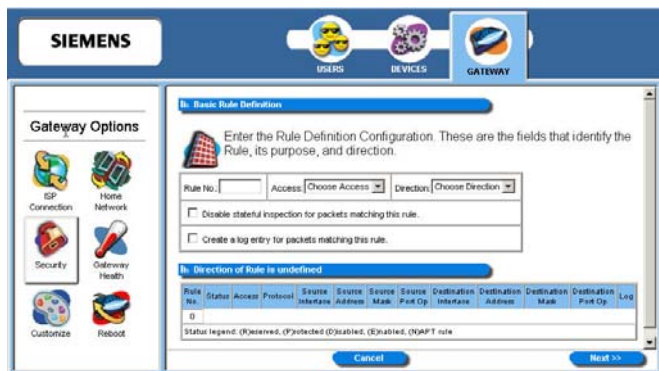 SIEMENS
USERS
DEVICES
GATEWAY
Gateway Options
ISP Connection
Home Network
Security
Gateway Health
Customize
Reboot
Basic Rule Definition
Enter the Rule Definition Configuration. These are the fields that identify the
Rule, its purpose, and direction.
Rule No.: Access: Choose Access Direction: Choose Direction
Disable stateful inspection for packets matching this rule.
Create a log entry for packets matching this rule.
Direction of Rule is undefined
Rule No. Status Access Protocol Source Interface Source Address Source Mask Source Port Op Destination Interface Destination Address Destination Mask Destination Port Op Log
0
Status legend: (R)eserved, (P)rotected (D)isabled, (E)nabled, (N)APT rule
Cancel
Next >>